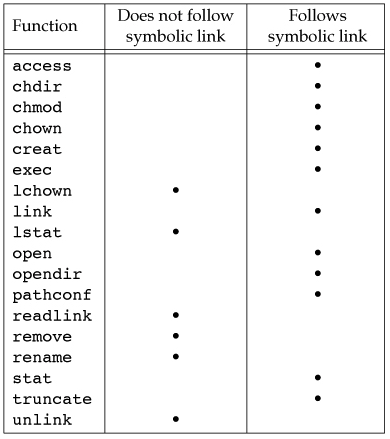 Function Does not follow symbolic link Follows symbolic link
access •
chdir •
chmod •
chown •
creat •
exec •
lchown •
link •
lstat •
open •
opendir •
pathconf •
readlink •
remove •
rename •
stat •
truncate •
unlink •